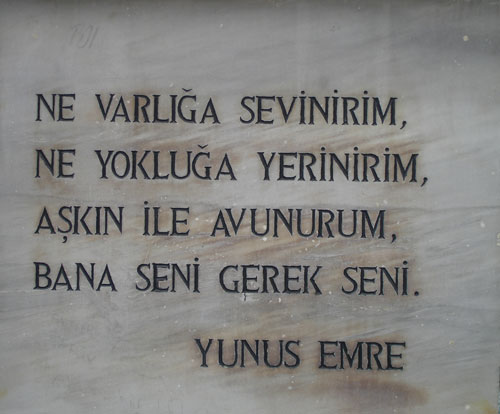 NE VARLIĞA SEVİNİRİM,
NE YOKLUĞA YERİNİRİM,
AŞKIN İLE AVUNURUM,
BANA SENİ GEREK SENİ.
YUNUS EMRE